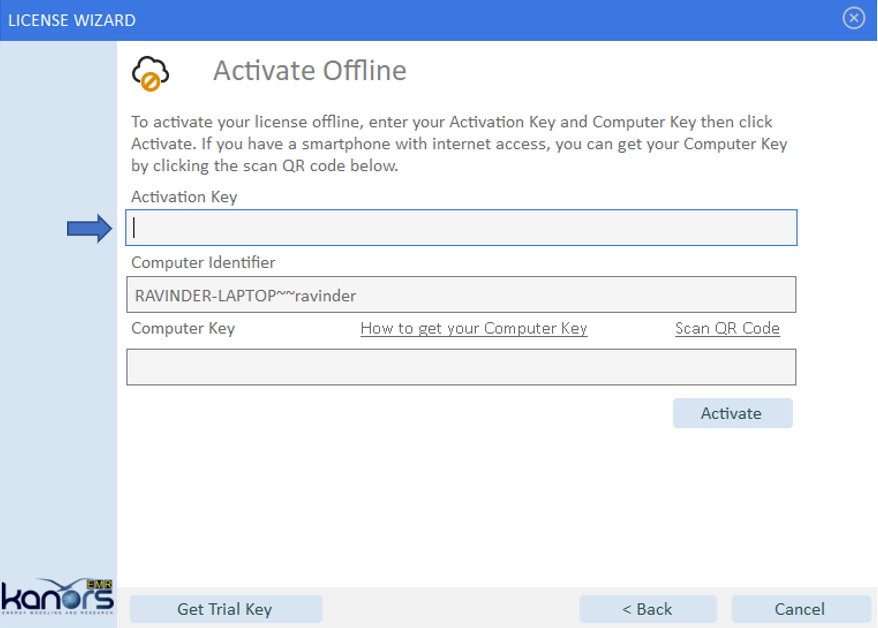 LICENSE WIZARD
Activate Offline
To activate your license offline, enter your Activation Key and Computer Key then click
Activate. If you have a smartphone with internet access, you can get your Computer Key
by clicking the scan QR code below.
Activation Key
Computer Identifier
RAVINDER-LAPTOP~~ravinder
Computer Key How to get your Computer Key Scan QR Code
Activate
EMR
kanors
ENERGY MODELING AND RESEARCH
Get Trial Key < Back Cancel